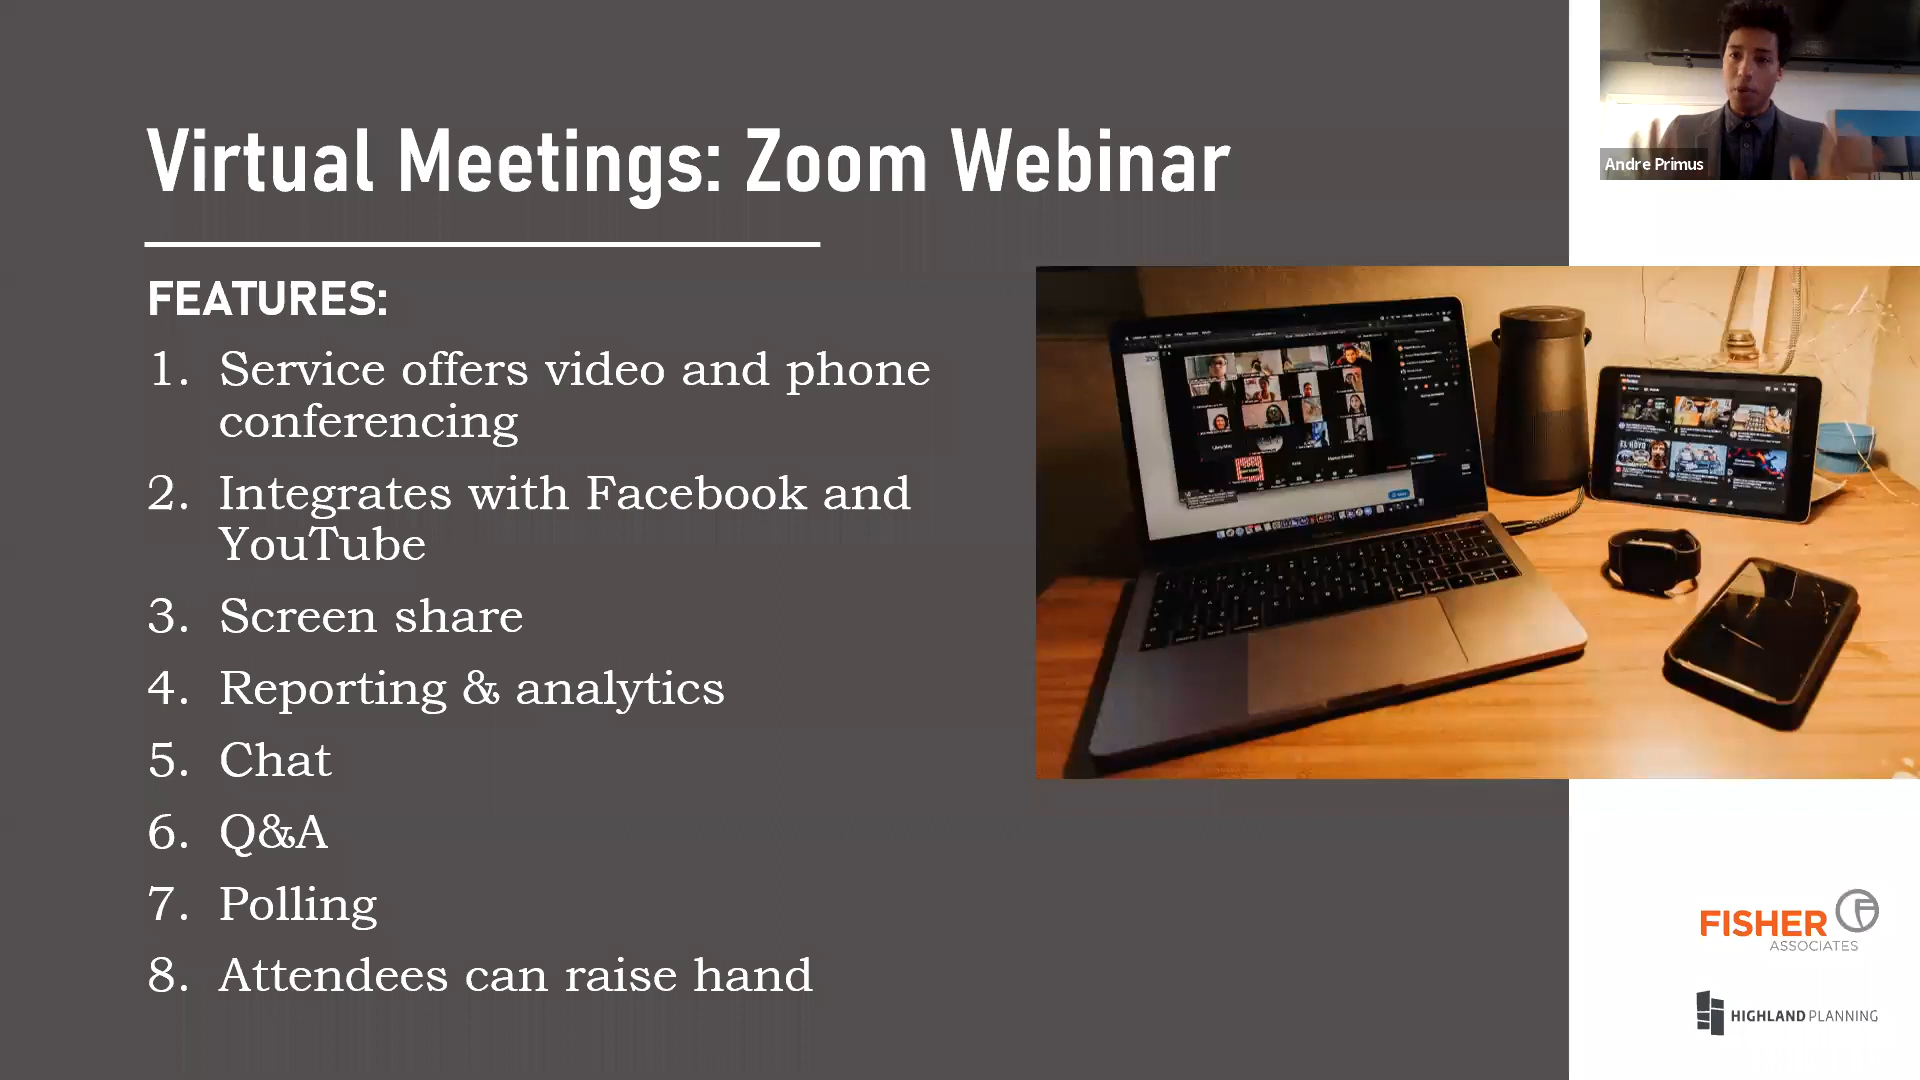 Virtual Meetings: Zoom Webinar
Andre Primus
FEATURES:
1. Service offers video and phone
conferencing
2. Integrates with Facebook and
YouTube
3. Screen share
4. Reporting & analytics
5. Chat
6. Q&A
7. Polling
8. Attendees can raise hand
EL HOYO
FISHER
ASSOCIATES
HIGHLAND PLANNING